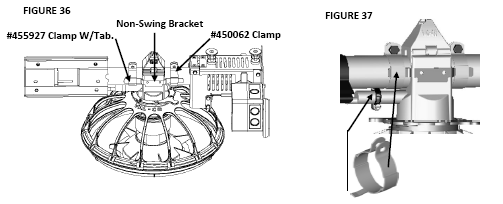 FIGURE 36
Non-Swing Bracket
#455927 Clamp W/Tab.
#450062 Clamp
FIGURE 37